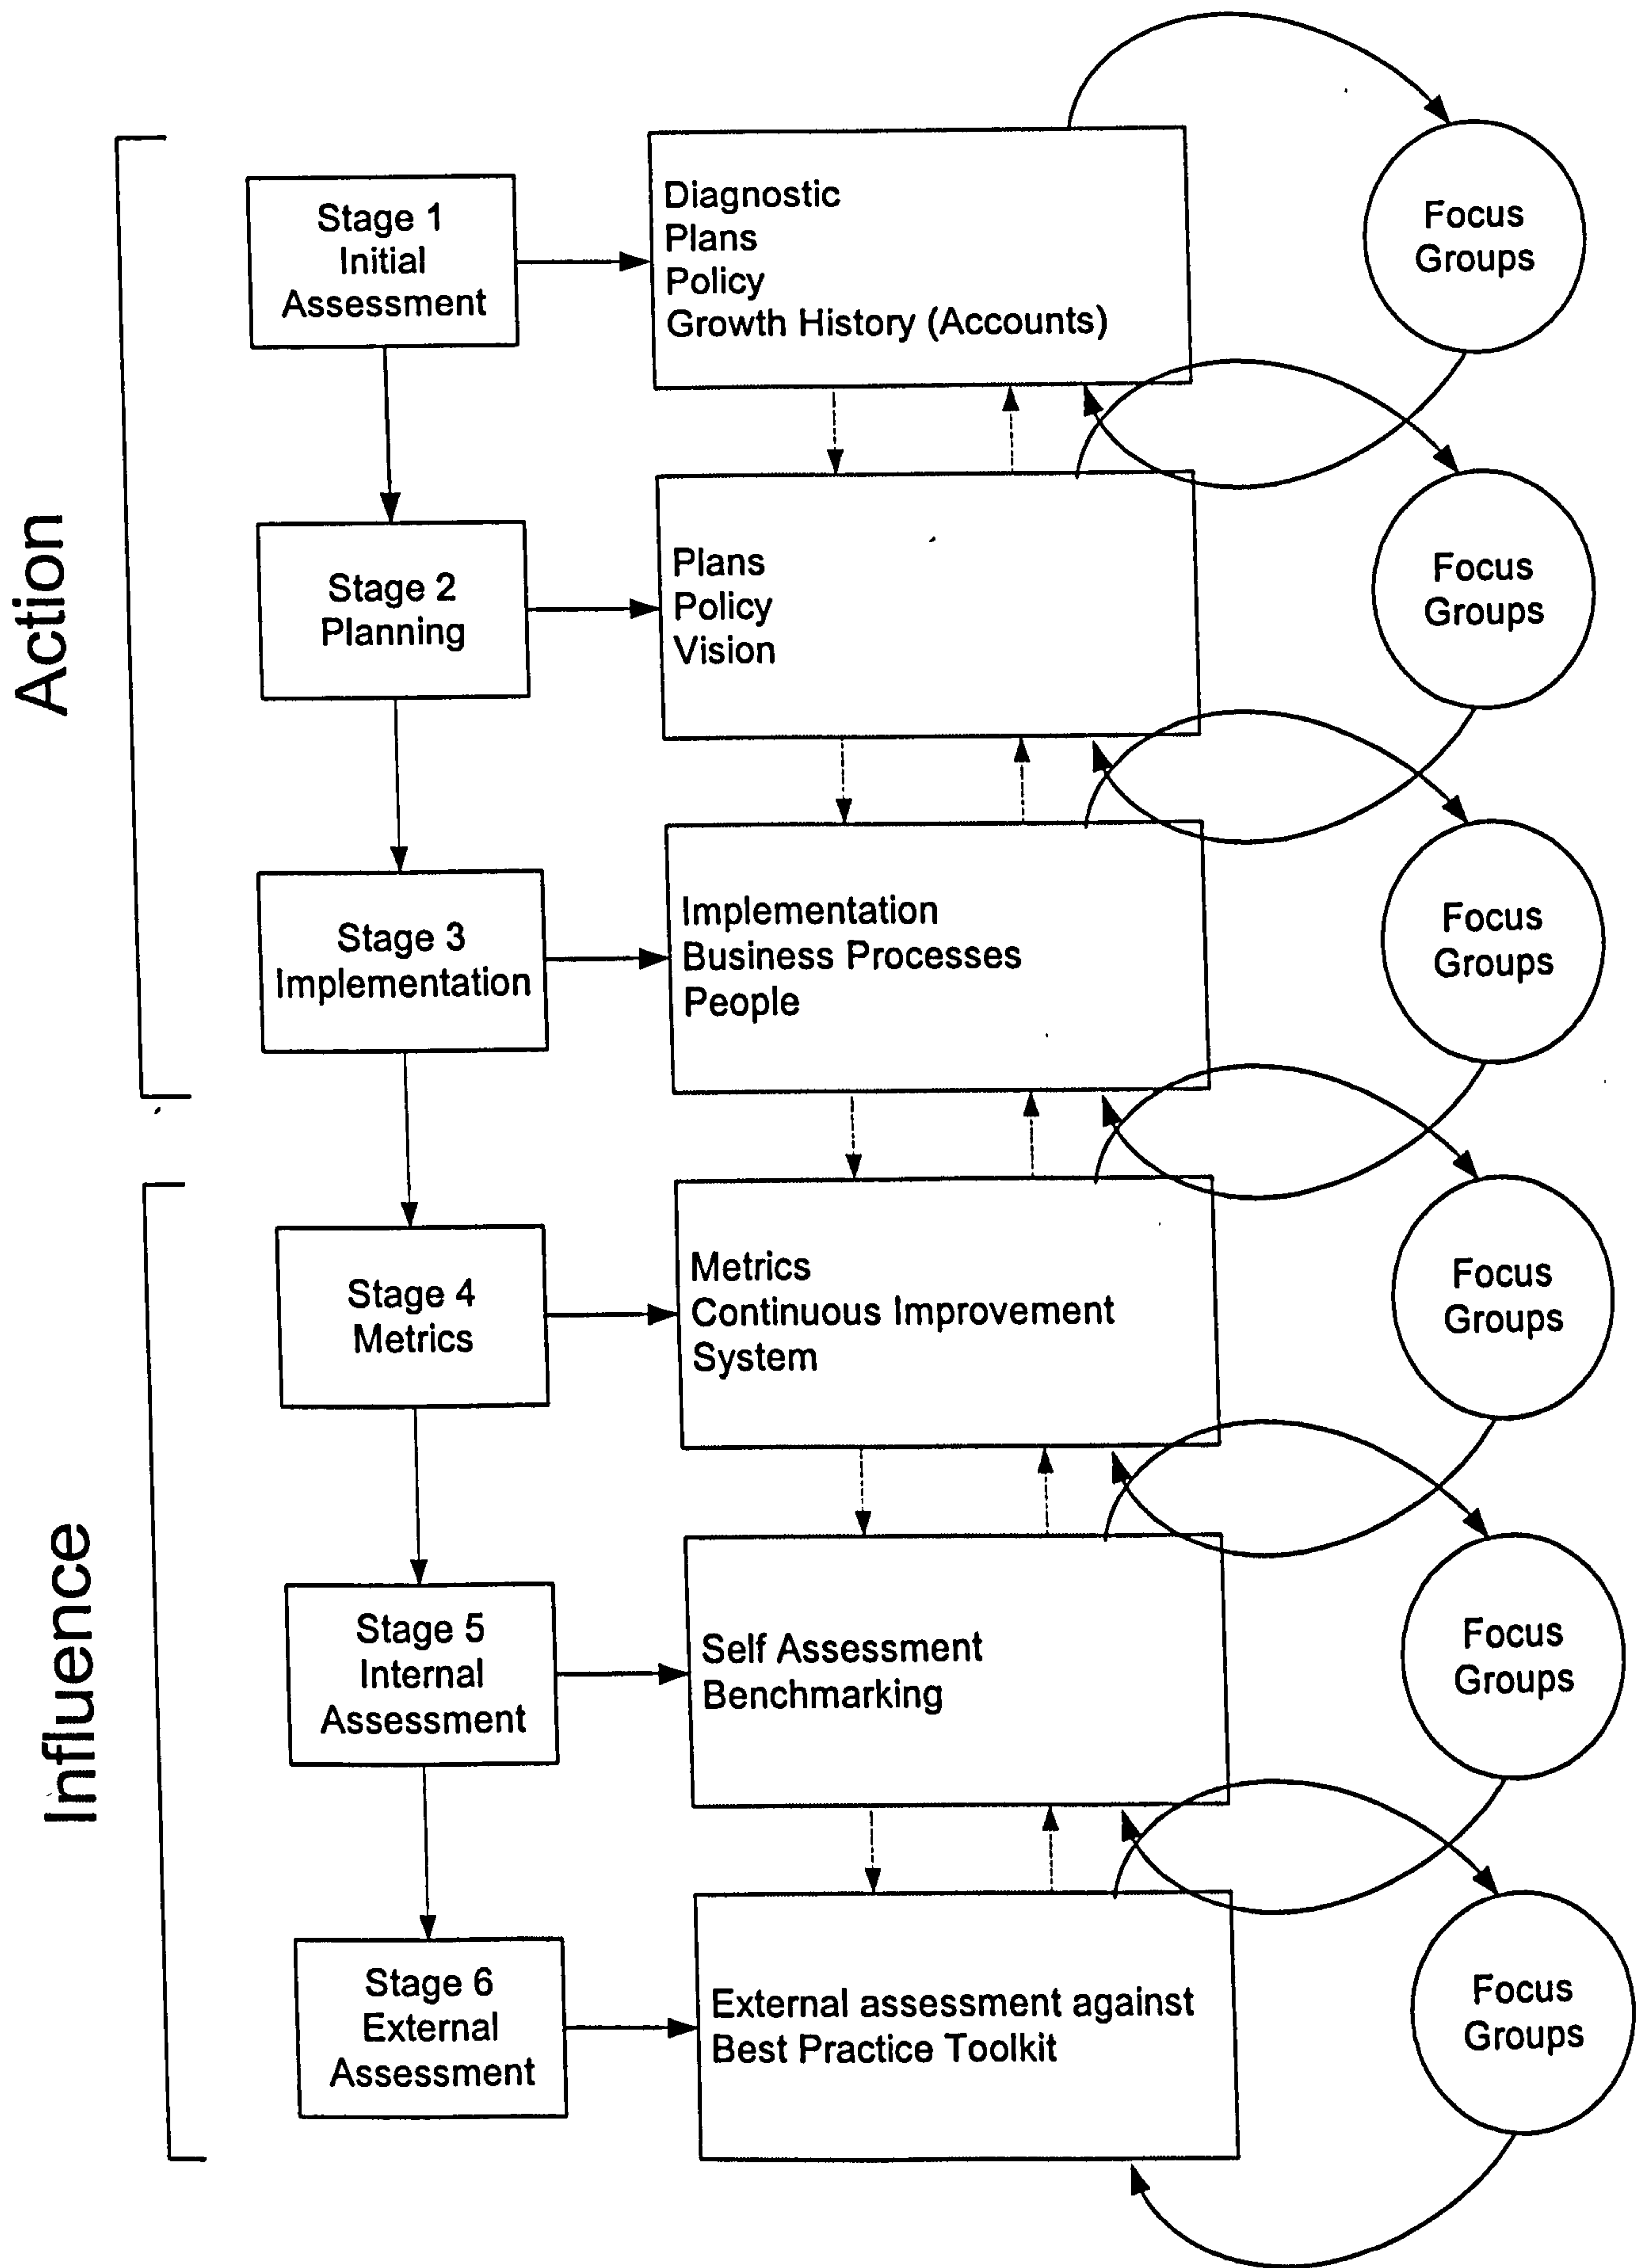 Action
Stage 1
Initial
Assessment
Diagnostic
Plans
Policy
Growth History (Accounts)
Focus
Groups
Stage 2
Planning
Plans
Policy
Vision
Focus
Groups
Stage 3
Implementation
Implementation
Business Processes
People
Focus
Groups
Influence
Stage 4
Metrics
Metrics
Continuous Improvement
System
Focus
Groups
Stage 5
Internal
Assessment
Self Assessment
Benchmarking
Focus
Groups
Stage 6
External
Assessment
External assessment against
Best Practice Toolkit
Focus
Groups